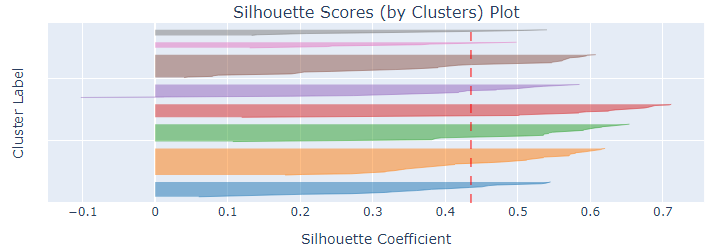 Silhouette Scores (by Clusters) Plot
Cluster Label
−0.1 0 0.1 0.2 0.3 0.4 0.5 0.6 0.7
Silhouette Coefficient